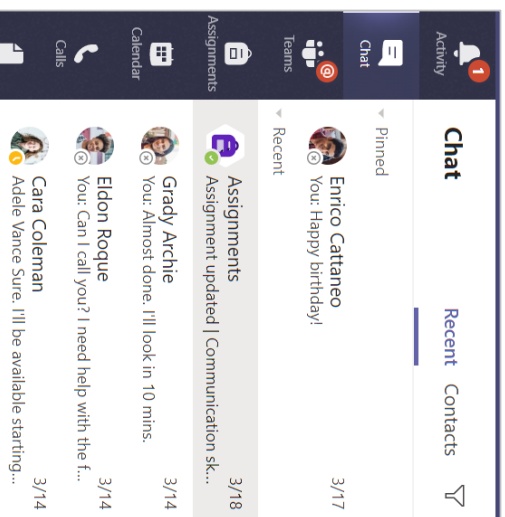 Activity
1
Chat
Teams
@
Assignments
Calendar
Calls
Chat
Recent
Contacts
Pinned
Enrico Cattaneo
3/17
You: Happy birthday!
Recent
Assignments
3/18
Assignment updated | Communication sk...
Grady Archie
3/14
You: Almost done. I'll look in 10 mins.
Eldon Roque
3/14
You: Can I call you? I need help with the f...
Cara Coleman
3/14
Adele Vance Sure. I'll be available starting...